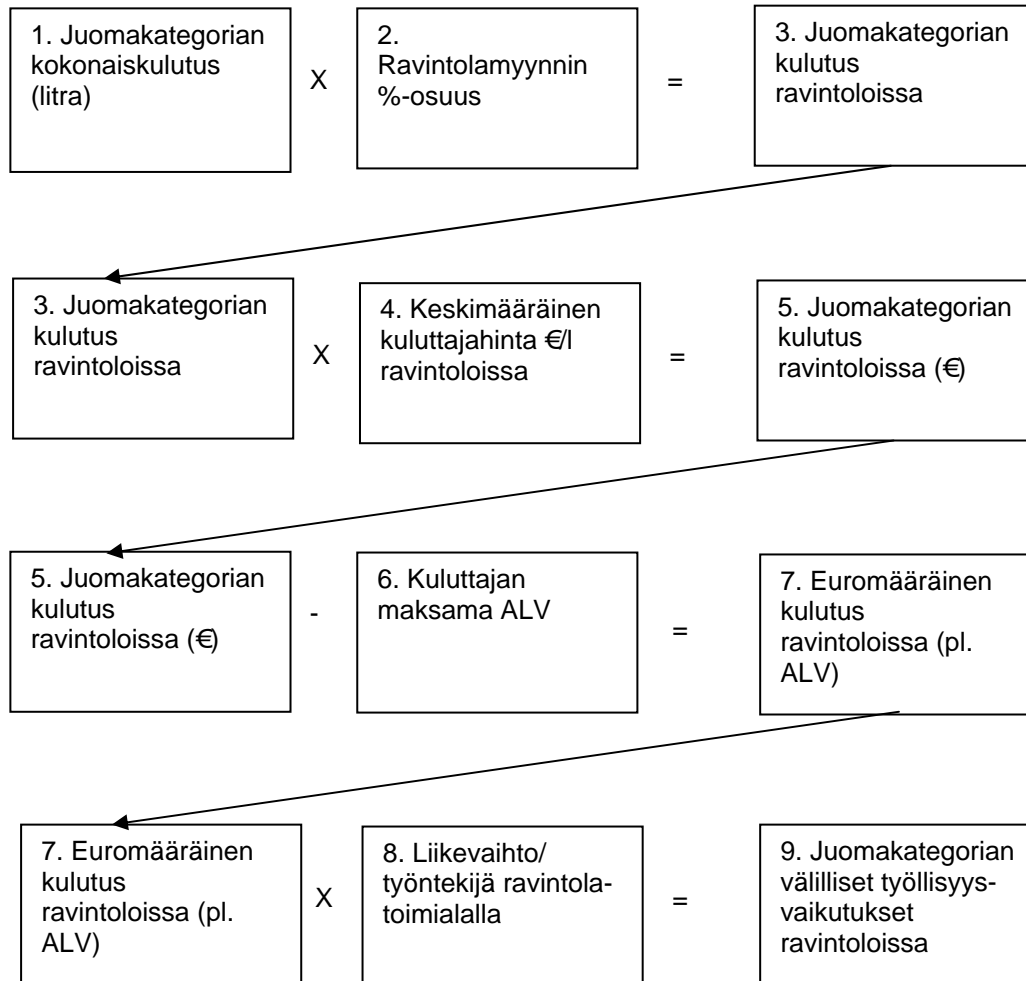 1. Juomakategorian
kokonaiskulutus
(litra)
X
2.
Ravintolamyynnin
%-osuus
=
3. Juomakategorian
kulutus
ravintoloissa
3. Juomakategorian
kulutus
ravintoloissa
X
4. Keskimääräinen
kuluttajahinta €/l
ravintoloissa
=
5. Juomakategorian
kulutus
ravintoloissa (€)
5. Juomakategorian
kulutus
ravintoloissa (€)
-
6. Kuluttajan
maksama ALV
=
7. Euromääräinen
kulutus
ravintoloissa (pl.
ALV)
7. Euromääräinen
kulutus
ravintoloissa (pl.
ALV)
X
8. Liikevaihto/
työntekijä ravintola-
toimialalla
=
9. Juomakategorian
välilliset työllisyys-
vaikutukset
ravintoloissa